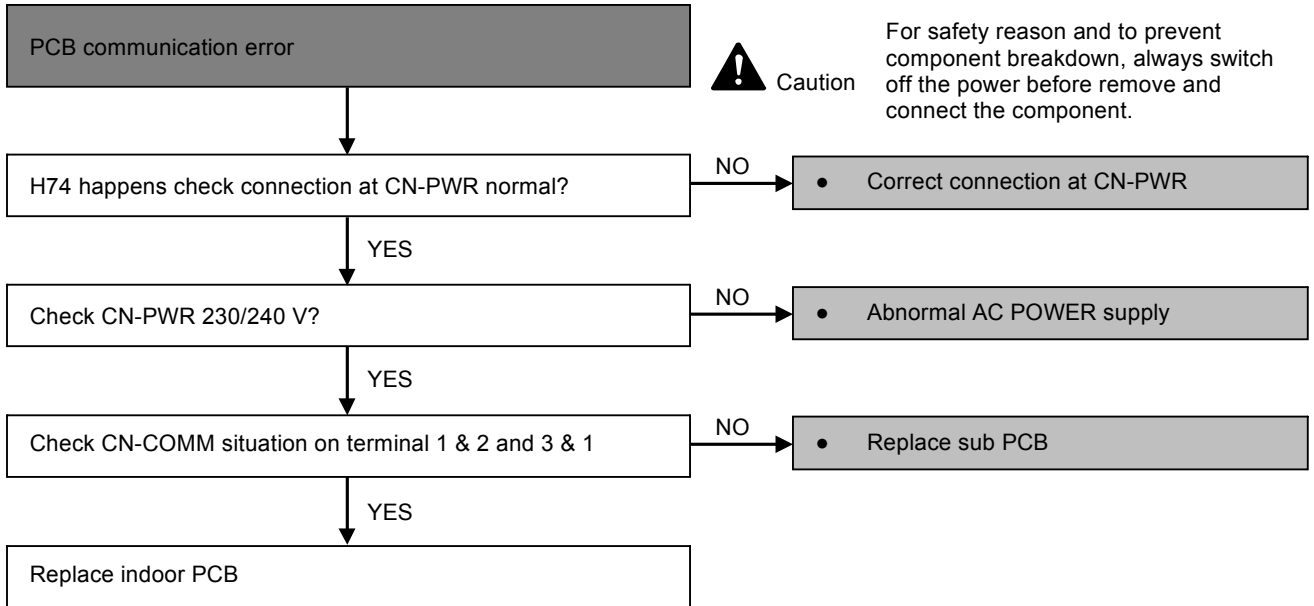 PCB communication error
Caution
For safety reason and to prevent
component breakdown, always switch
off the power before remove and
connect the component.
H74 happens check connection at CN-PWR normal?
NO
● Correct connection at CN-PWR
YES
Check CN-PWR 230/240 V?
NO
● Abnormal AC POWER supply
YES
Check CN-COMM situation on terminal 1 & 2 and 3 & 1
NO
● Replace sub PCB
YES
Replace indoor PCB